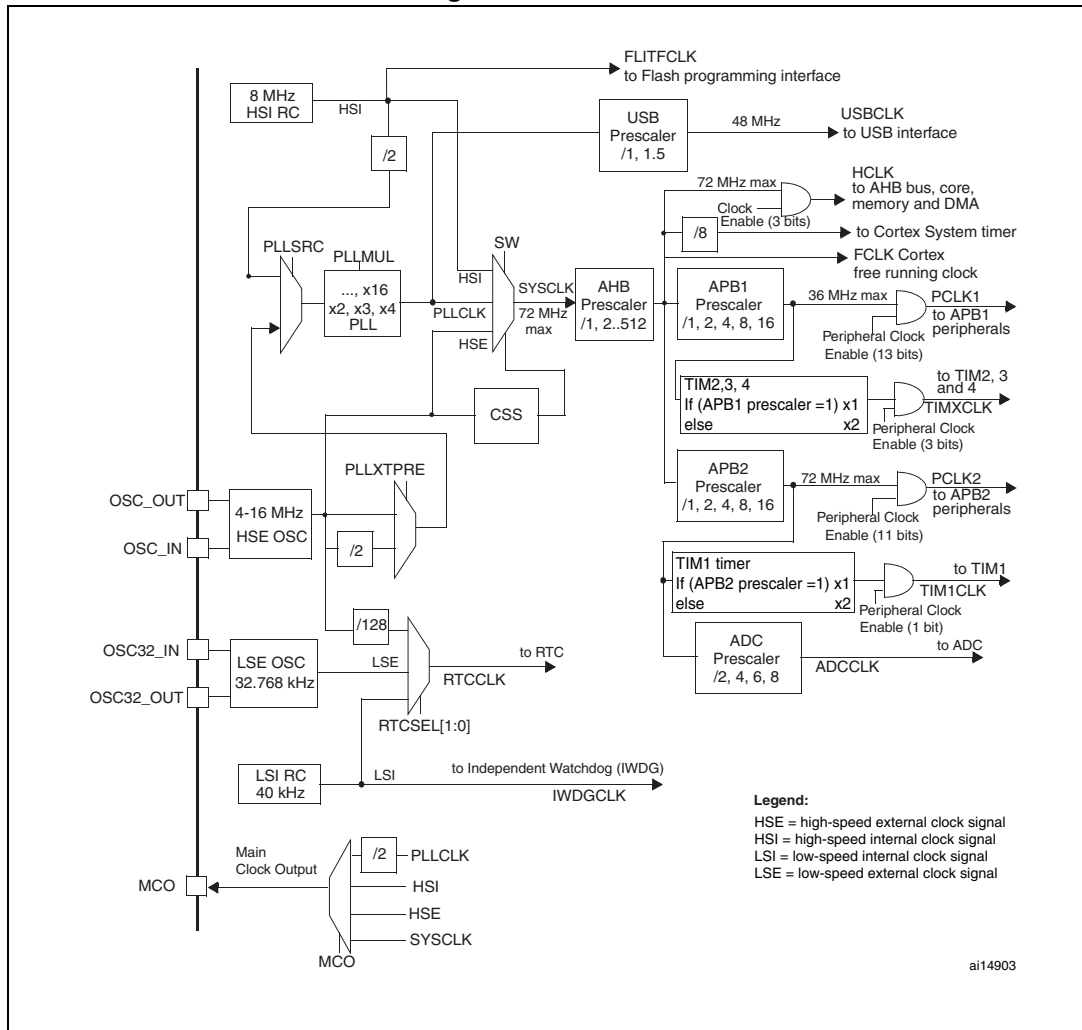 FLITFCLK
to Flash programming interface
8 MHz
HSI RC
HSI
/2
USB
Prescaler
/1, 1.5
48 MHz
USBCLK
to USB interface
72 MHz max
HCLK
to AHB bus, core,
memory and DMA
Clock
Enable (3 bits)
/8
to Cortex System timer
FCLK Cortex
free running clock
PLLSRC
PLLMUL
..., x16
x2, x3, x4
PLL
SW
HSI
PLLCLK
HSE
SYSCLK
72 MHz
max
AHB
Prescaler
/1, 2..512
APB1
Prescaler
/1, 2, 4, 8, 16
36 MHz max
PCLK1
to APB1
peripherals
Peripheral Clock
Enable (13 bits)
TIM2,3, 4
If (APB1 prescaler =1) x1
else x2
to TIM2, 3
and 4
TIMXCLK
Peripheral Clock
Enable (3 bits)
CSS
PLLXTPRE
OSC_OUT
OSC_IN
4-16 MHz
HSE OSC
/2
APB2
Prescaler
/1, 2, 4, 8, 16
72 MHz max
PCLK2
to APB2
peripherals
Peripheral Clock
Enable (11 bits)
TIM1 timer
If (APB2 prescaler =1) x1
else x2
to TIM1
TIM1CLK
Peripheral Clock
Enable (1 bit)
ADC
Prescaler
/2, 4, 6, 8
to ADC
ADCCLK
/128
OSC32_IN
OSC32_OUT
LSE OSC
32.768 kHz
LSE
to RTC
RTCCLK
RTCSEL[1:0]
LSI RC
40 kHz
LSI
to Independent Watchdog (IWDG)
IWDGCLK
Legend:
HSE = high-speed external clock signal
HSI = high-speed internal clock signal
LSI = low-speed internal clock signal
LSE = low-speed external clock signal
Main
Clock Output
MCO
/2
PLLCLK
HSI
HSE
SYSCLK
MCO
ai14903